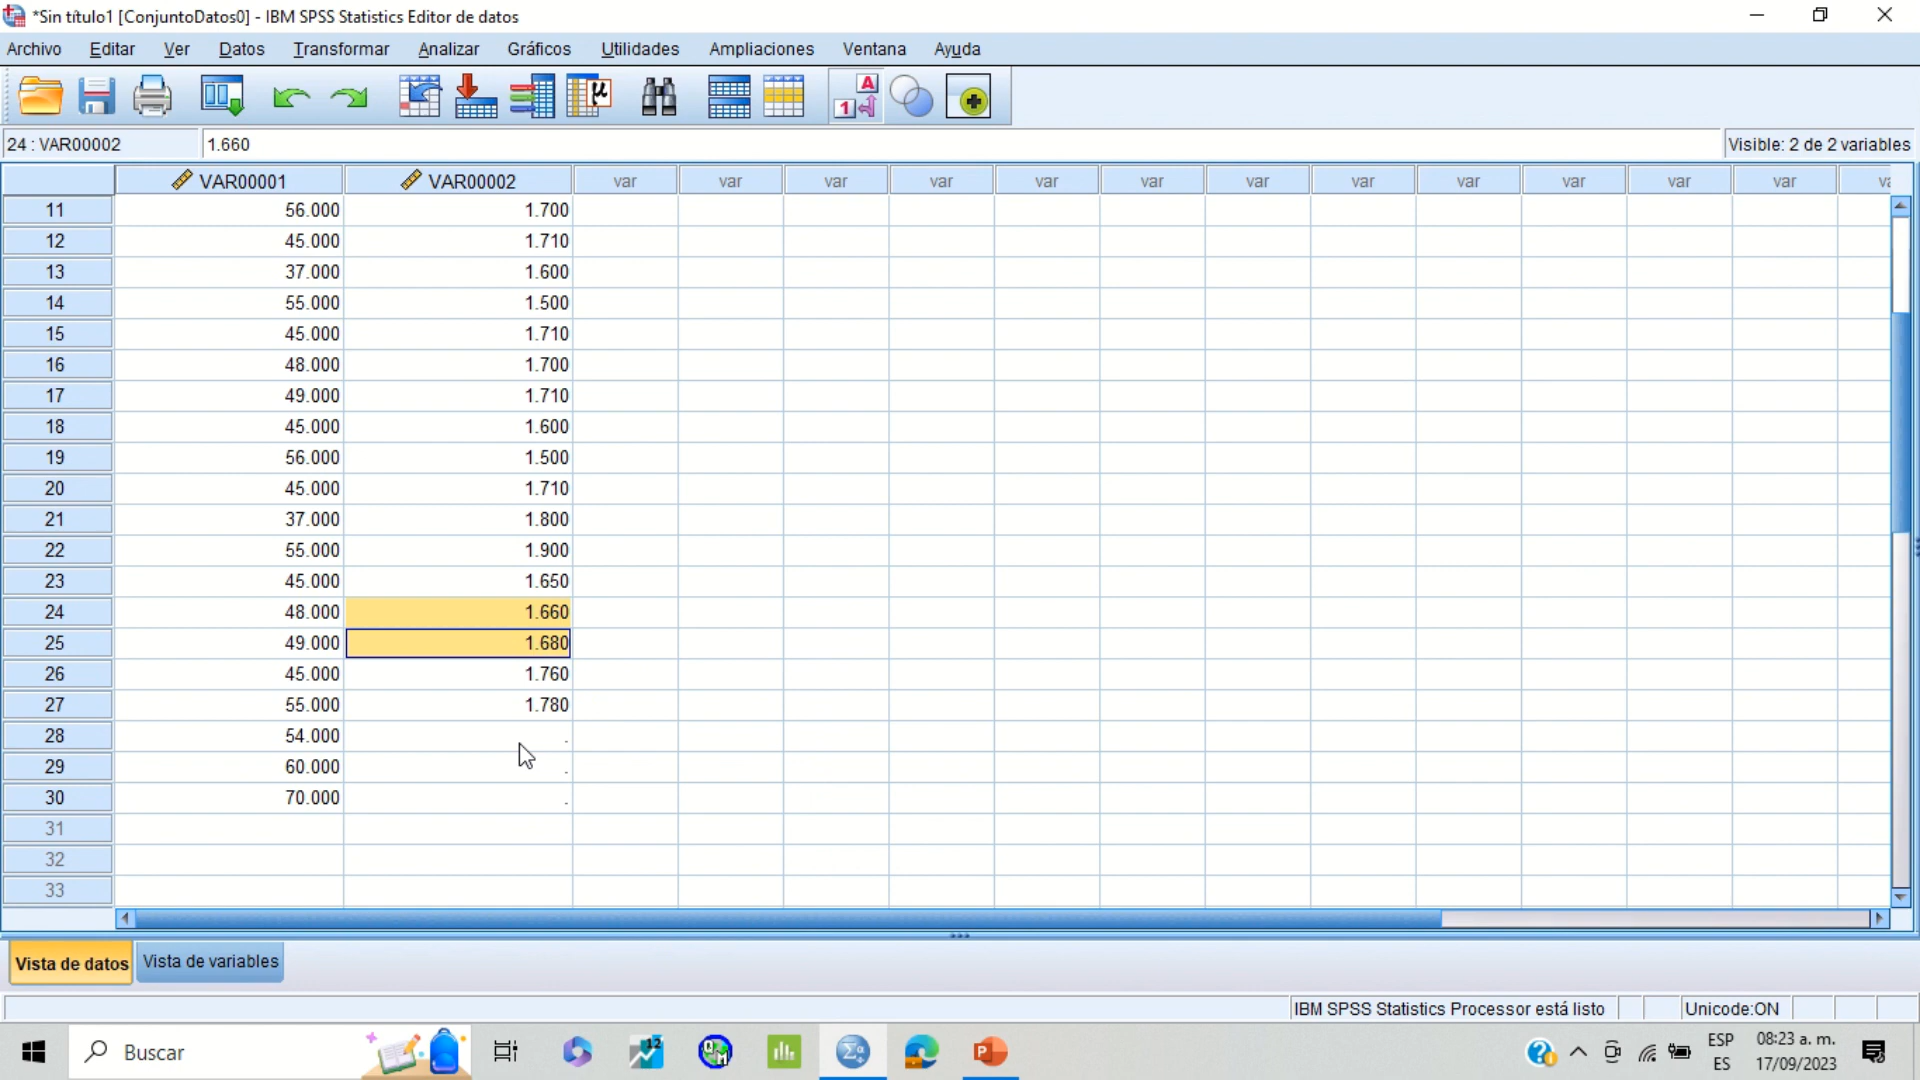 *Sin título1 [ConjuntoDatos0] - IBM SPSS Statistics Editor de datos
Archivo Editar Ver Datos Transformar Analizar Gráficos Utilidades Ampliaciones Ventana Ayuda
24 : VAR00002 1.660 Visible: 2 de 2 variables
VAR00001 VAR00002 var var var var var var var var var var var var
11 56.000 1.700
12 45.000 1.710
13 37.000 1.600
14 55.000 1.500
15 45.000 1.710
16 48.000 1.700
17 49.000 1.710
18 45.000 1.600
19 56.000 1.500
20 45.000 1.710
21 37.000 1.800
22 55.000 1.900
23 45.000 1.650
24 48.000 1.660
25 49.000 1.680
26 45.000 1.760
27 55.000 1.780
28 54.000 .
29 60.000 .
30 70.000 .
31
32
33
Vista de datos Vista de variables
IBM SPSS Statistics Processor está listo Unicode:ON
Buscar
ESP
ES
08:23 a. m.
17/09/2023